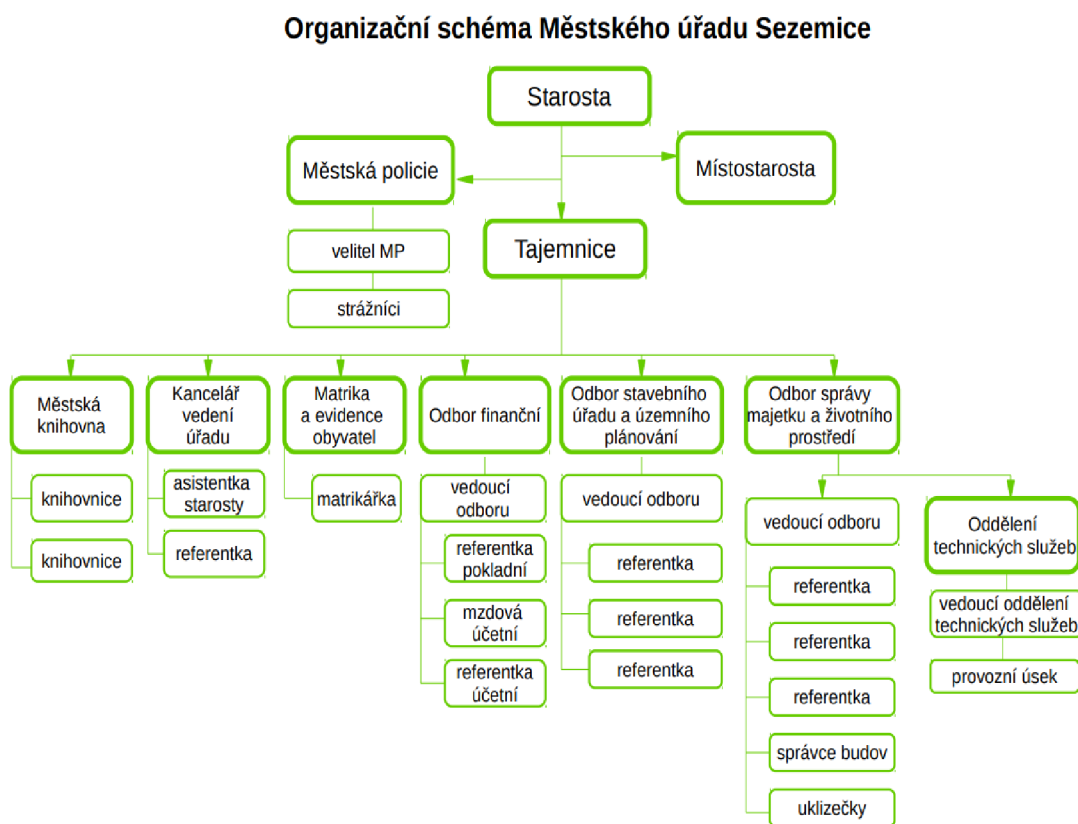 Organizační schéma Městského úřadu Sezemice
Starosta
Městská policie
Místostarosta
velitel MP
strážníci
Tajemnice
Městská
knihovna
knihovnice
knihovnice
Kancelář
vedení
úřadu
asistentka
starosty
referentka
Matrika
a evidence
obyvatel
matrikářka
Odbor finanční
vedoucí
odboru
referentka
pokladní
mzdová
účetní
referentka
účetní
Odbor stavebního
úřadu a územního
plánování
vedoucí odboru
referentka
referentka
referentka
Odbor správy
majetku a životního
prostředí
vedoucí odboru
referentka
referentka
referentka
správce budov
uklizečky
Oddělení
technických služeb
vedoucí oddělení
technických služeb
provozní úsek